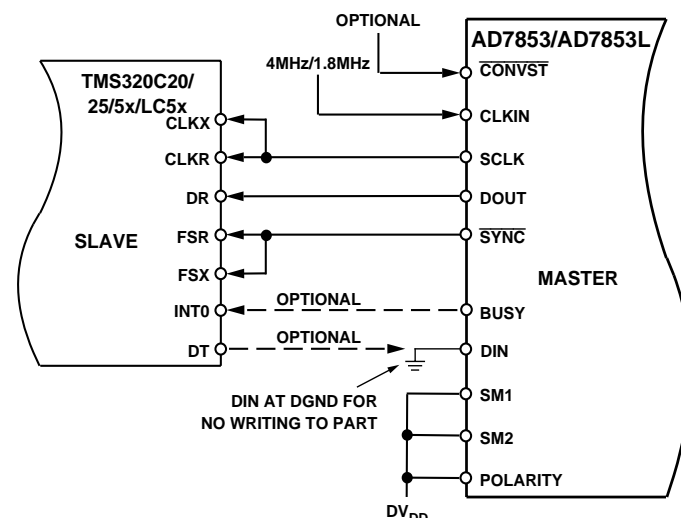 OPTIONAL
AD7853/AD7853L
4MHz/1.8MHz
CONVST
TMS320C20/
25/5x/LC5x
CLKX
CLKIN
CLKR
SCLK
DR
DOUT
SLAVE
FSR
SYNC
FSX
MASTER
INT0
OPTIONAL
BUSY
DT
OPTIONAL
DIN
DIN AT DGND FOR
NO WRITING TO PART
SM1
SM2
POLARITY
DVDD